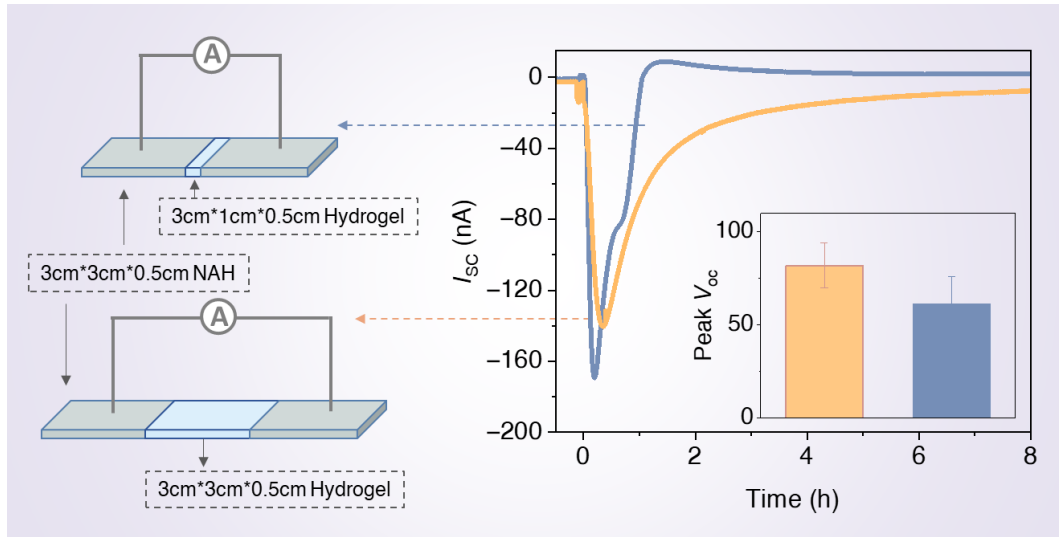 A
3cm*1cm*0.5cm Hydrogel
3cm*3cm*0.5cm NAH
A
3cm*3cm*0.5cm Hydrogel
0
−40
−80
−120
−160
−200
I_SC (nA)
0 2 4 6 8
Time (h)
100
50
0
Peak V_oc